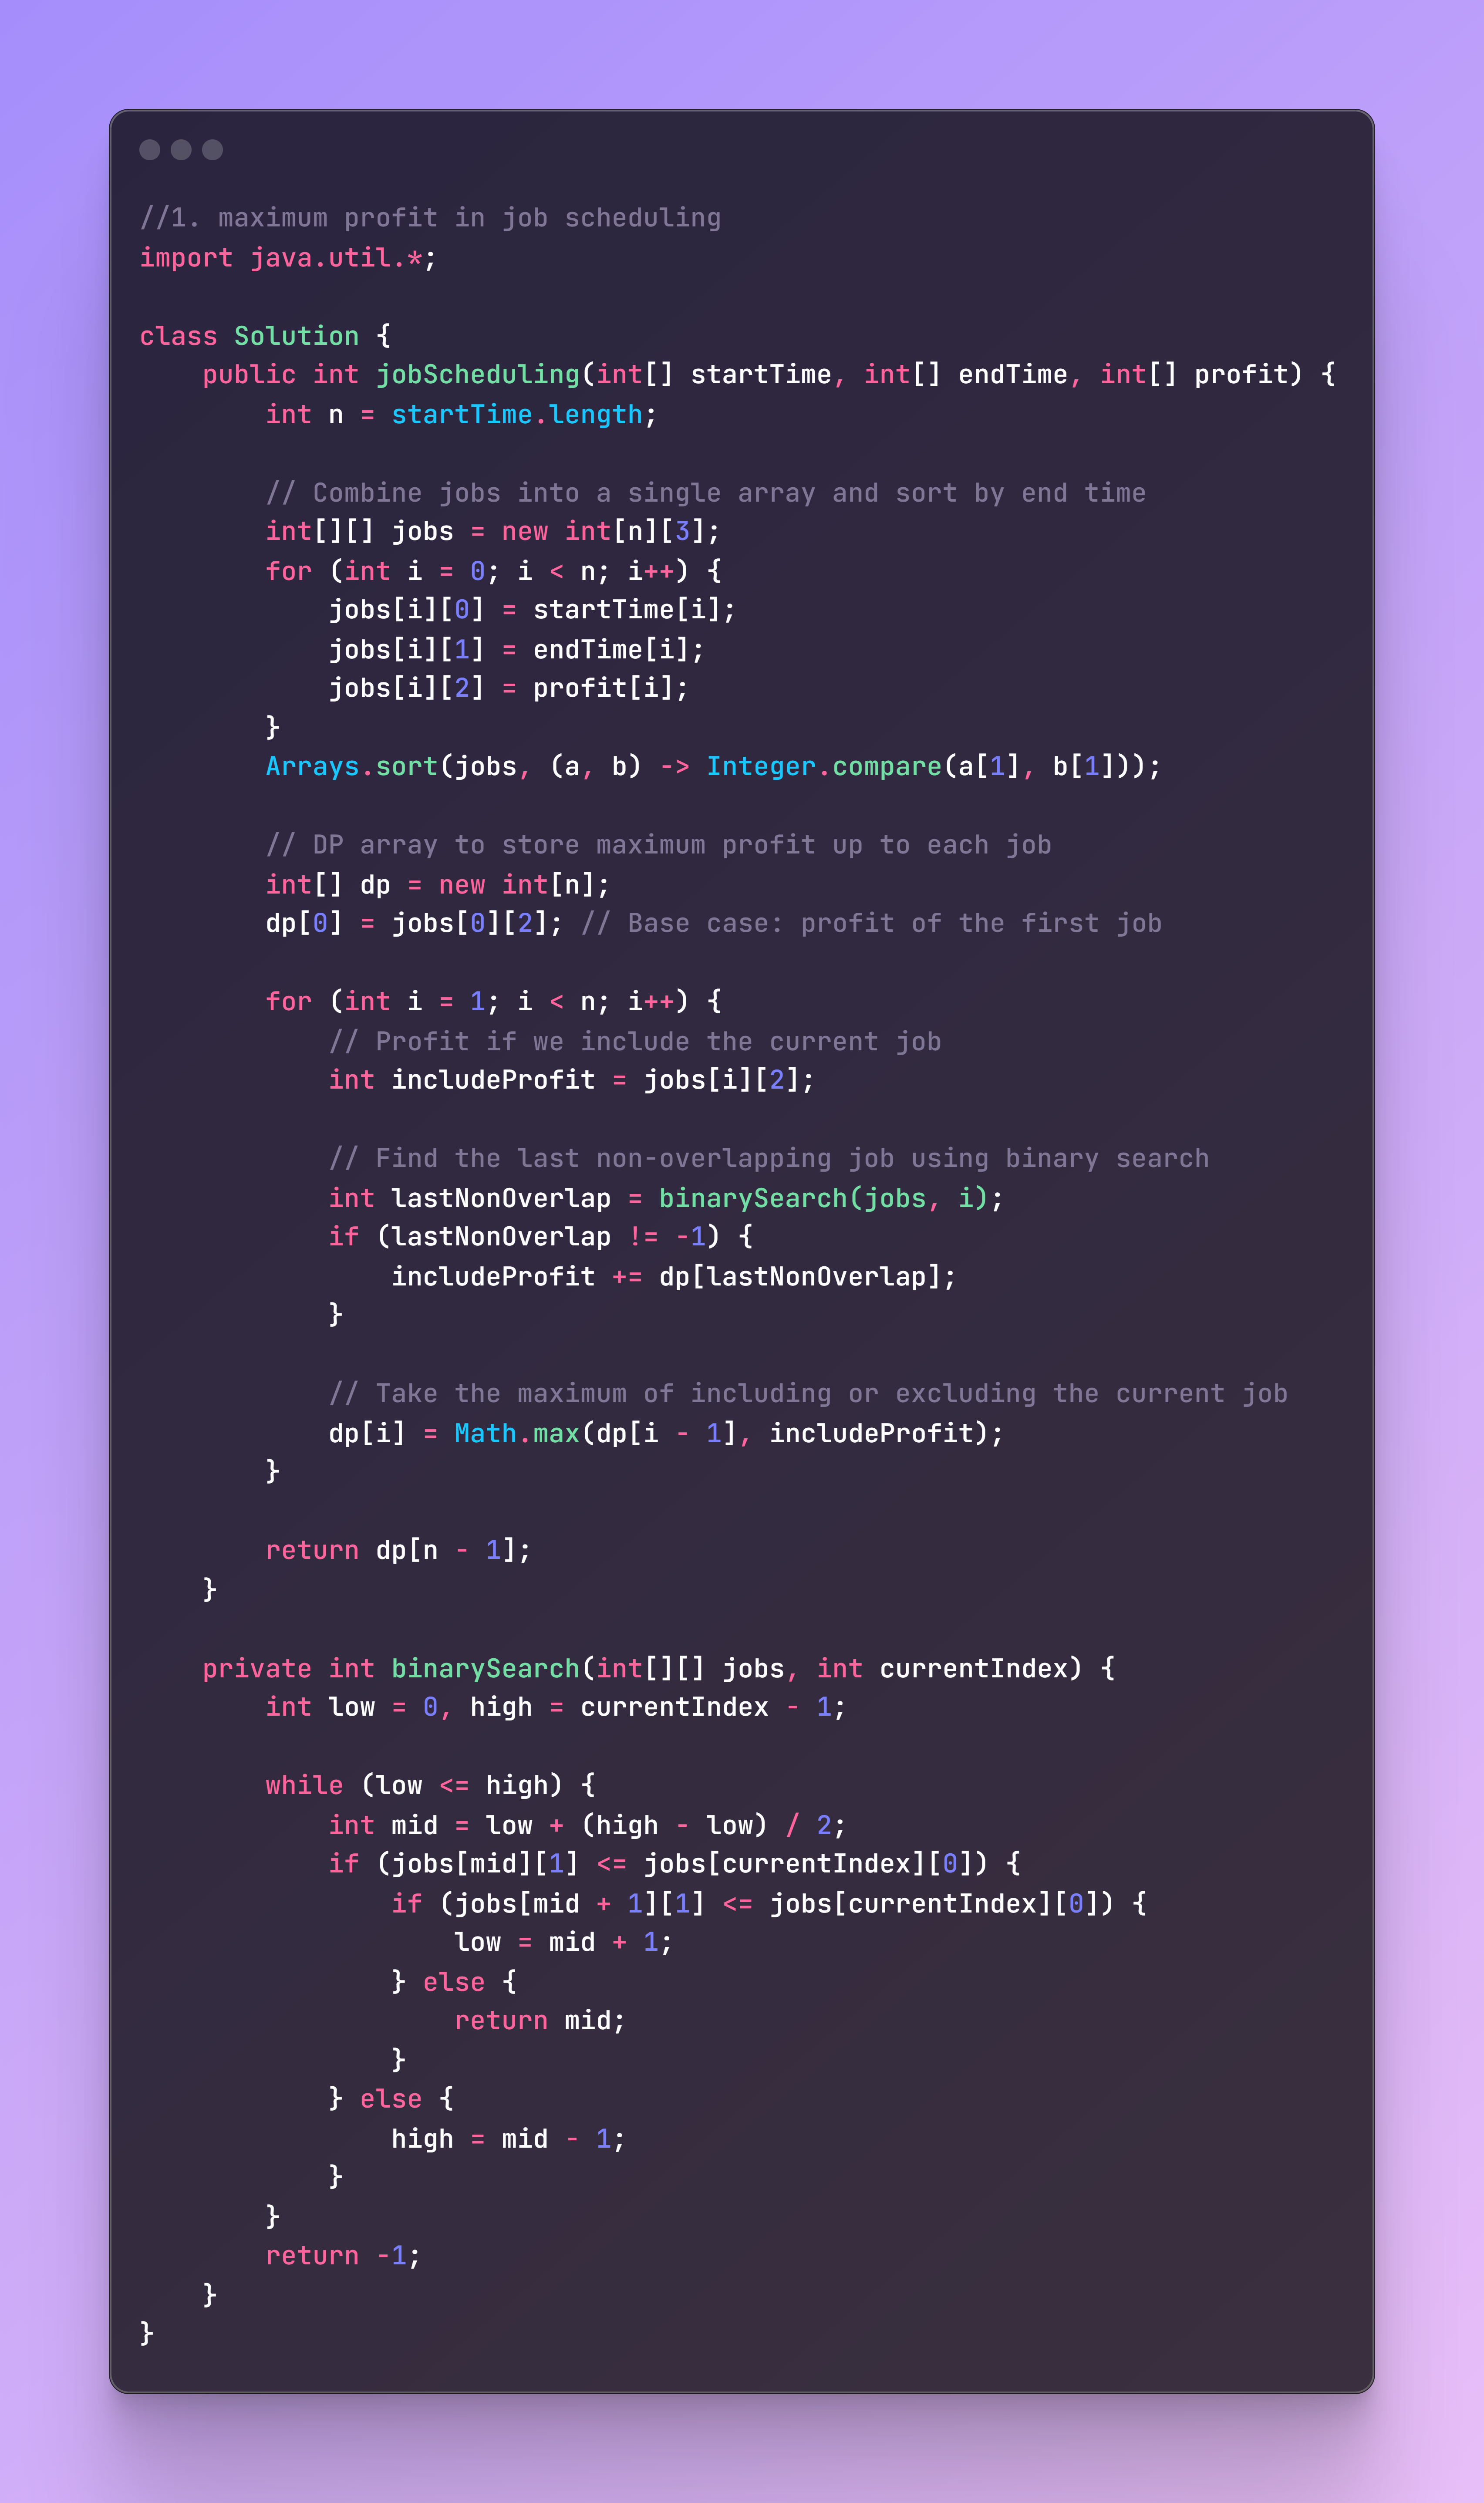 //1. maximum profit in job scheduling
import java.util.*;

class Solution {
    public int jobScheduling(int[] startTime, int[] endTime, int[] profit) {
        int n = startTime.length;

        // Combine jobs into a single array and sort by end time
        int[][] jobs = new int[n][3];
        for (int i = 0; i < n; i++) {
            jobs[i][0] = startTime[i];
            jobs[i][1] = endTime[i];
            jobs[i][2] = profit[i];
        }
        Arrays.sort(jobs, (a, b) -> Integer.compare(a[1], b[1]));

        // DP array to store maximum profit up to each job
        int[] dp = new int[n];
        dp[0] = jobs[0][2]; // Base case: profit of the first job

        for (int i = 1; i < n; i++) {
            // Profit if we include the current job
            int includeProfit = jobs[i][2];

            // Find the last non-overlapping job using binary search
            int lastNonOverlap = binarySearch(jobs, i);
            if (lastNonOverlap != -1) {
                includeProfit += dp[lastNonOverlap];
            }

            // Take the maximum of including or excluding the current job
            dp[i] = Math.max(dp[i - 1], includeProfit);
        }

        return dp[n - 1];
    }

    private int binarySearch(int[][] jobs, int currentIndex) {
        int low = 0, high = currentIndex - 1;

        while (low <= high) {
            int mid = low + (high - low) / 2;
            if (jobs[mid][1] <= jobs[currentIndex][0]) {
                if (jobs[mid + 1][1] <= jobs[currentIndex][0]) {
                    low = mid + 1;
                } else {
                    return mid;
                }
            } else {
                high = mid - 1;
            }
        }
        return -1;
    }
}